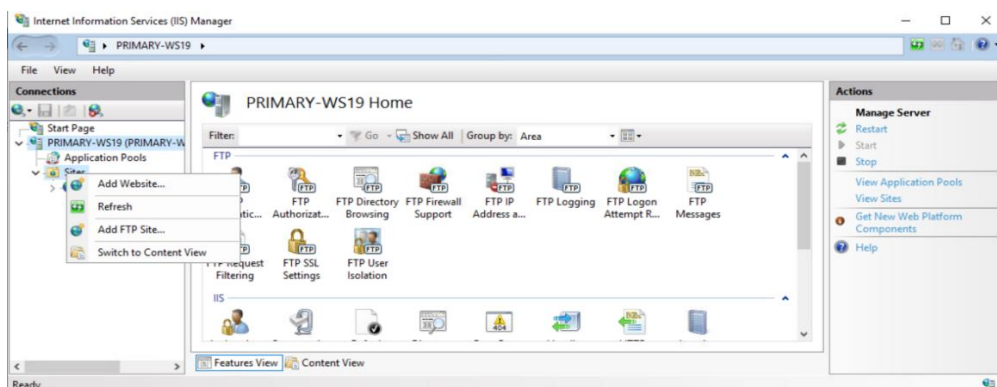 Internet Information Services (IIS) Manager
PRIMARY-WS19
File View Help
Connections
Start Page
PRIMARY-WS19 (PRIMARY-W
Application Pools
Sites
Add Website...
Refresh
Add FTP Site...
Switch to Content View
PRIMARY-WS19 Home
Filter: Go Show All Group by: Area
FTP
FTP FTP Directory FTP Firewall FTP IP FTP Logging FTP Logon FTP
Authorizat... Browsing Support Address a... Attempt R... Messages
FTP Request FTP SSL FTP User
Filtering Settings Isolation
IIS
404
Features View Content View
Actions
Manage Server
Restart
Start
Stop
View Application Pools
View Sites
Get New Web Platform
Components
Help
Ready